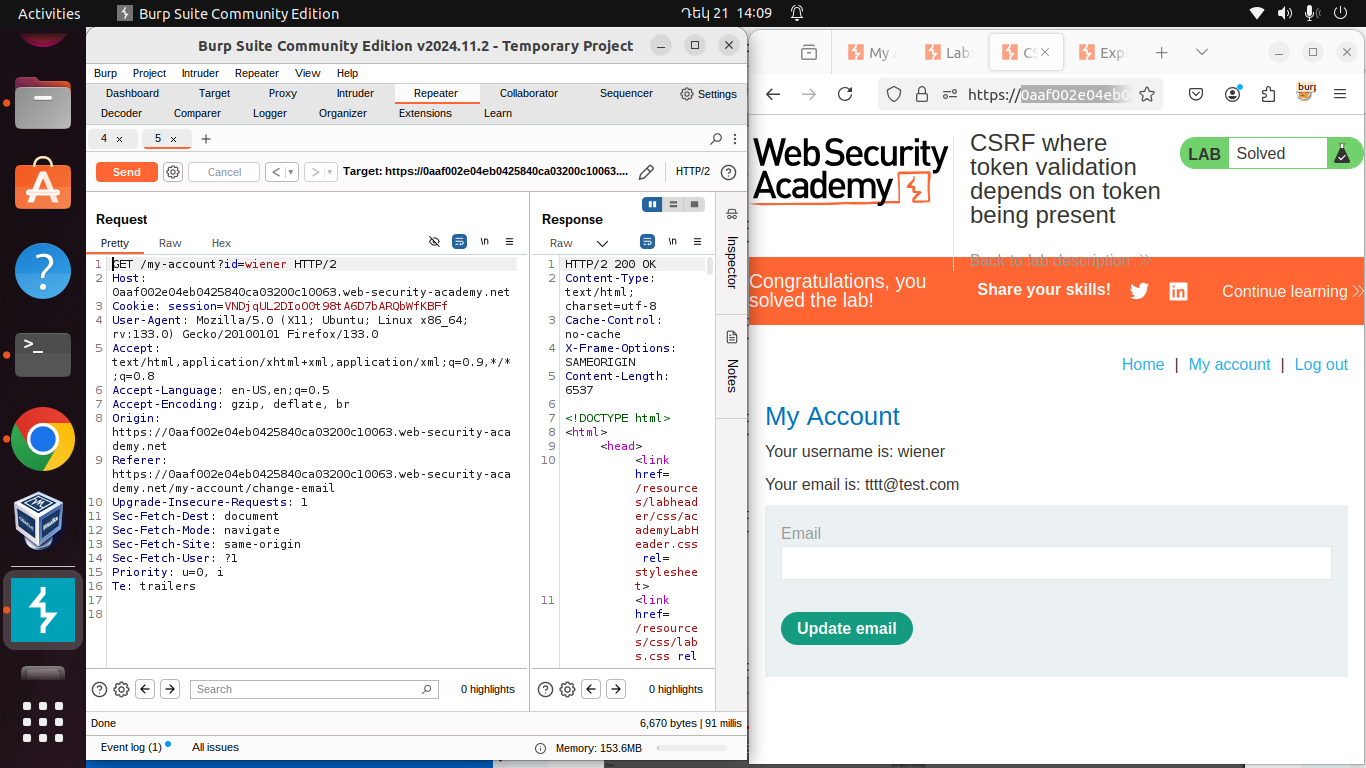 Activities
Burp Suite Community Edition
Դեկ 21 14:09
Burp Suite Community Edition v2024.11.2 - Temporary Project
Burp Project Intruder Repeater View Help
Dashboard Target Proxy Intruder Repeater Collaborator Sequencer Settings
Decoder Comparer Logger Organizer Extensions Learn
4 × 5 × +
Send Cancel < > Target: https://0aaf002e04eb0425840ca03200c10063.... HTTP/2
Request
Pretty Raw Hex \n
1 GET /my-account?id=wiener HTTP/2
2 Host:
0aaf002e04eb0425840ca03200c10063.web-security-academy.net
3 Cookie: session=VNDjqUL2DIoOOt98tA6D7bARQbWfKBFf
4 User-Agent: Mozilla/5.0 (X11; Ubuntu; Linux x86_64;
rv:133.0) Gecko/20100101 Firefox/133.0
5 Accept:
text/html,application/xhtml+xml,application/xml;q=0.9,*/*
;q=0.8
6 Accept-Language: en-US,en;q=0.5
7 Accept-Encoding: gzip, deflate, br
8 Origin:
https://0aaf002e04eb0425840ca03200c10063.web-security-aca
demy.net
9 Referer:
https://0aaf002e04eb0425840ca03200c10063.web-security-aca
demy.net/my-account/change-email
10 Upgrade-Insecure-Requests: 1
11 Sec-Fetch-Dest: document
12 Sec-Fetch-Mode: navigate
13 Sec-Fetch-Site: same-origin
14 Sec-Fetch-User: ?1
15 Priority: u=0, i
16 Te: trailers
17
18
Search
0 highlights
Response
Raw \n
1 HTTP/2 200 OK
2 Content-Type:
text/html;
charset=utf-8
3 Cache-Control:
no-cache
4 X-Frame-Options:
SAMEORIGIN
5 Content-Length:
6537
6
7 <!DOCTYPE html>
8 <html>
9 <head>
10 <link
href=
/resource
s/labhead
er/css/ac
ademyLabH
eader.css
rel=
styleshee
t>
11 <link
href=
/resource
s/css/lab
s.css rel
0 highlights
Inspector
Notes
Done
6,670 bytes | 91 millis
Event log (1) All issues
Memory: 153.6MB
My Lab: CS Exp
https://0aaf002e04eb0
burp
Web Security
Academy
CSRF where
token validation
depends on token
being present
Back to lab description
LAB Solved
Congratulations, you
solved the lab!
Share your skills!
Continue learning
Home | My account | Log out
My Account
Your username is: wiener
Your email is: tttt@test.com
Email
Update email